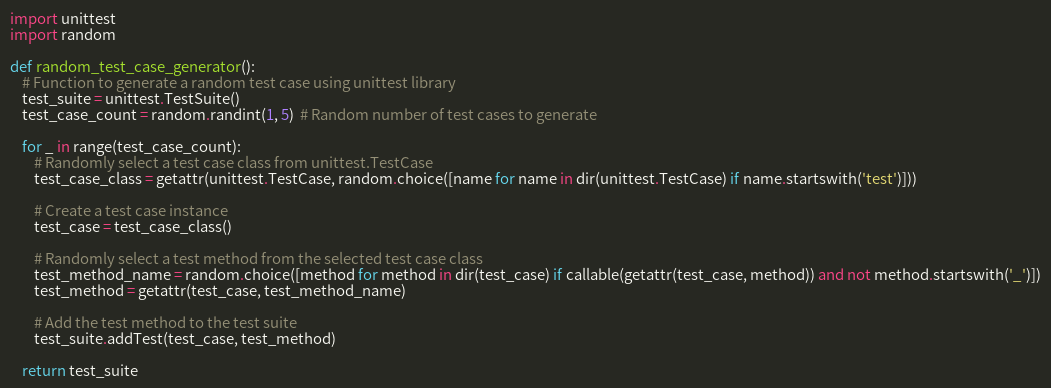 import unittest
import random
def random_test_case_generator():
# Function to generate a random test case using unittest library
test_suite = unittest.TestSuite()
test_case_count = random.randint(1, 5)  # Random number of test cases to generate
for _ in range(test_case_count):
# Randomly select a test case class from unittest.TestCase
test_case_class = getattr(unittest.TestCase, random.choice([name for name in dir(unittest.TestCase) if name.startswith('test')]))
# Create a test case instance
test_case = test_case_class()
# Randomly select a test method from the selected test case class
test_method_name = random.choice([method for method in dir(test_case) if callable(getattr(test_case, method)) and not method.startswith('_')])
test_method = getattr(test_case, test_method_name)
# Add the test method to the test suite
test_suite.addTest(test_case, test_method)
return test_suite